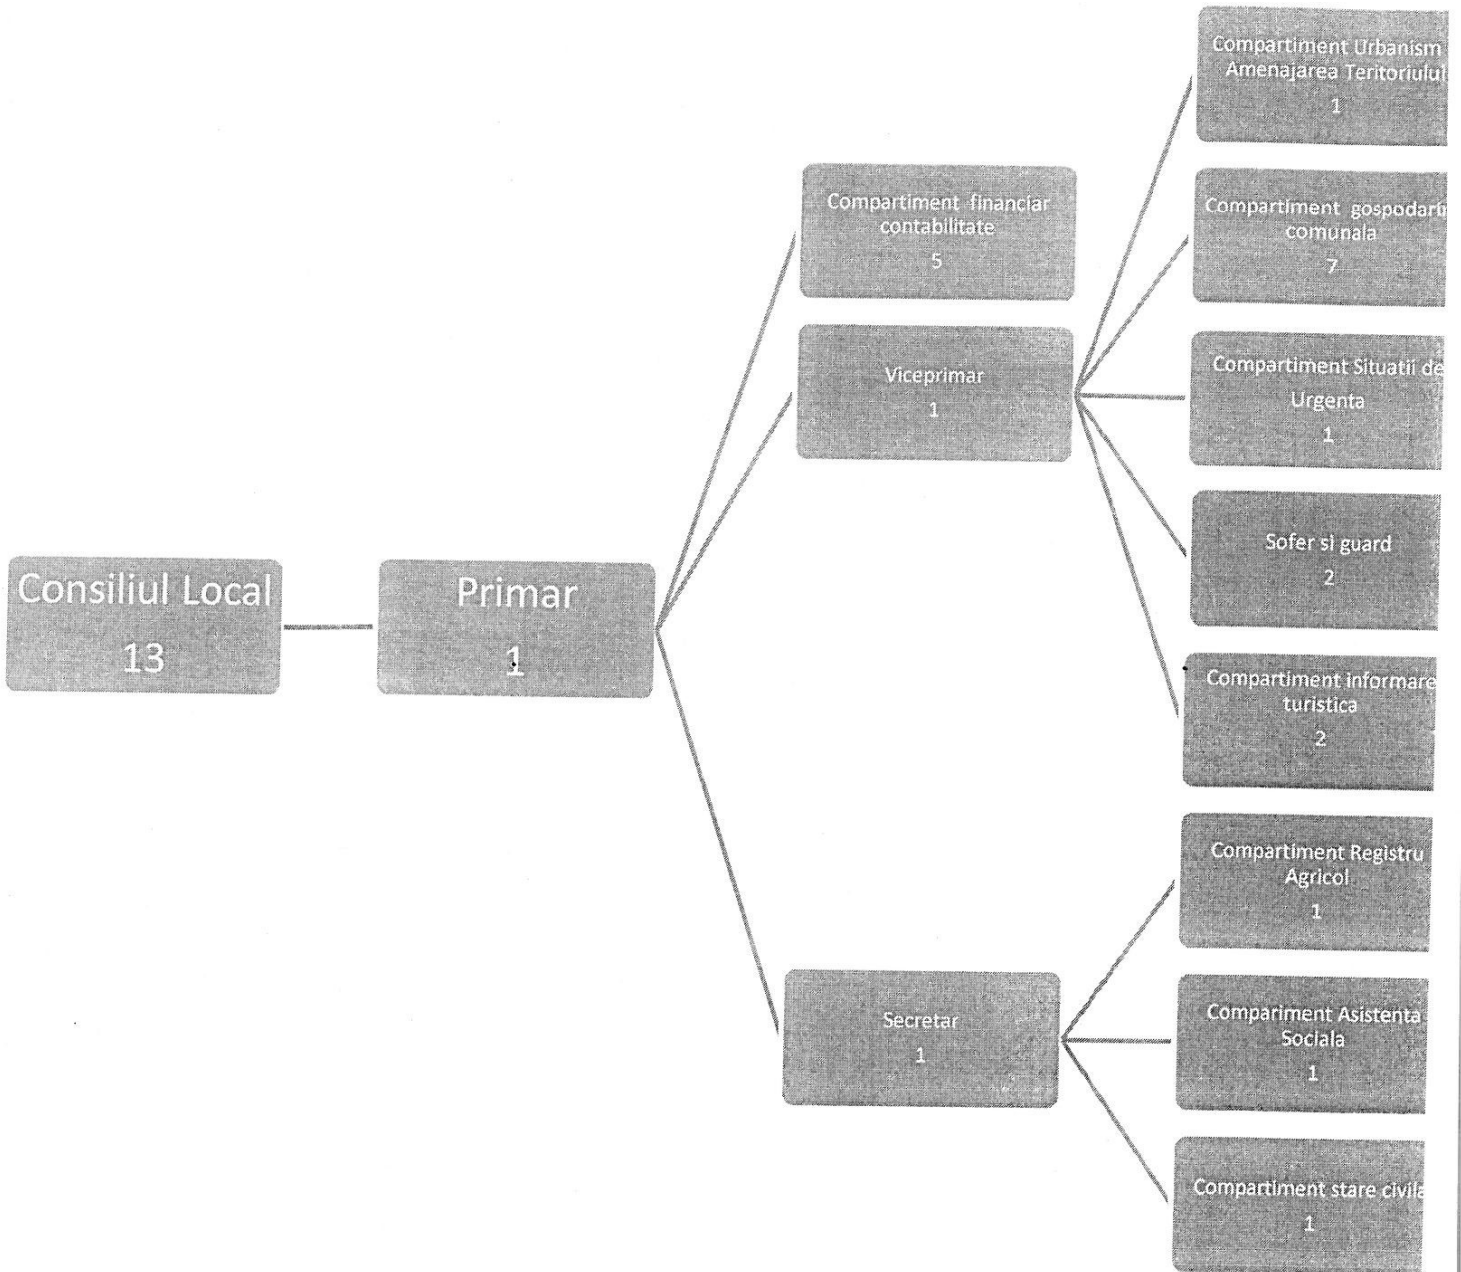 Consiliul Local
13
Primar
1
Compartiment financiar
contabilitate
5
Viceprimar
1
Secretar
1
Compartiment Urbanism
Amenajarea Teritoriului
1
Compartiment gospodari
comunala
7
Compartiment Situatii de
Urgenta
1
Sofer si guard
2
Compartiment informare
turistica
2
Compartiment Registru
Agricol
1
Compariment Asistenta
Sociala
1
Compartiment stare civila
1